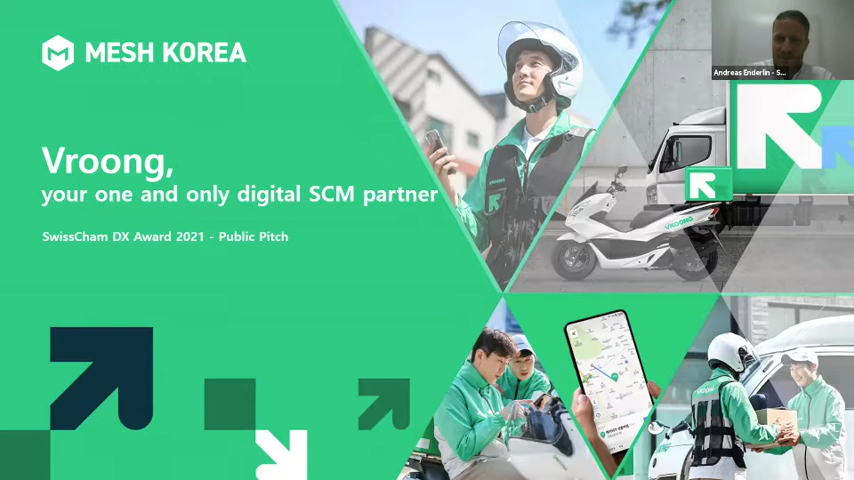 MESH KOREA
Vroong,
your one and only digital SCM partner
SwissCham DX Award 2021 - Public Pitch
Andreas Enderlin - S...
VROONG